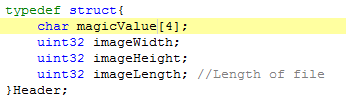 typedef struct{
    char magicValue[4];
    uint32 imageWidth;
    uint32 imageHeight;
    uint32 imageLength; //Length of file
}Header;